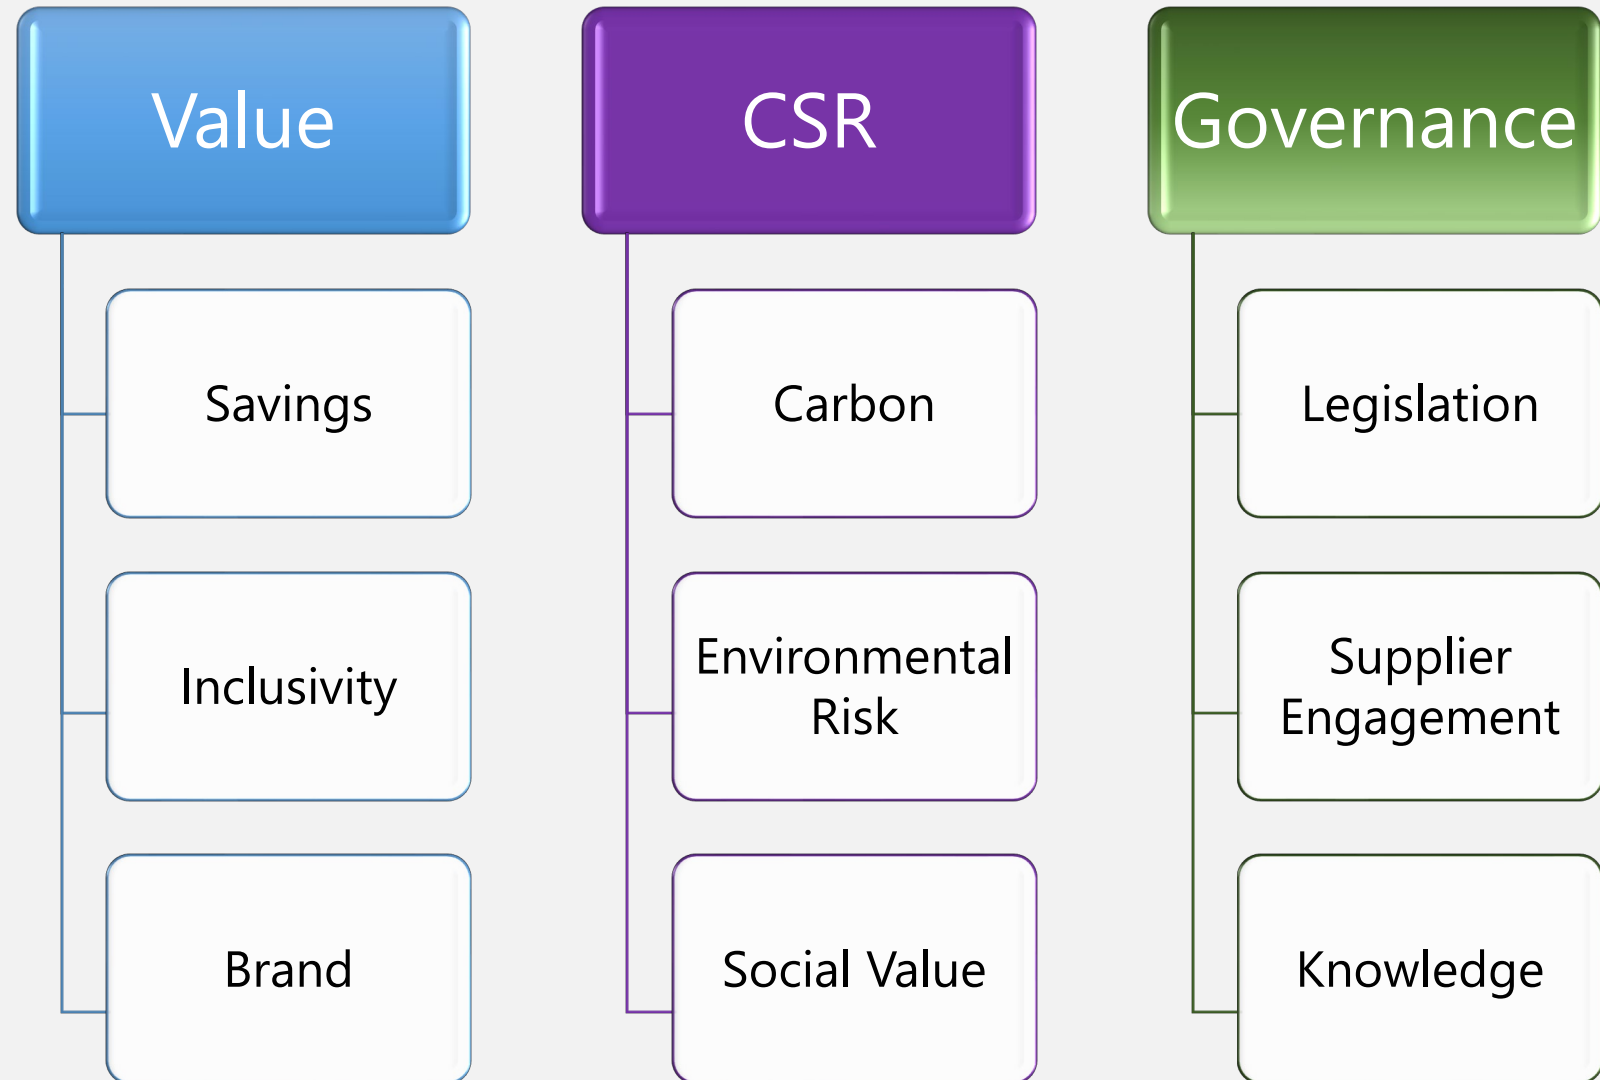 Value
Savings
Inclusivity
Brand
CSR
Carbon
Environmental
Risk
Social Value
Governance
Legislation
Supplier
Engagement
Knowledge